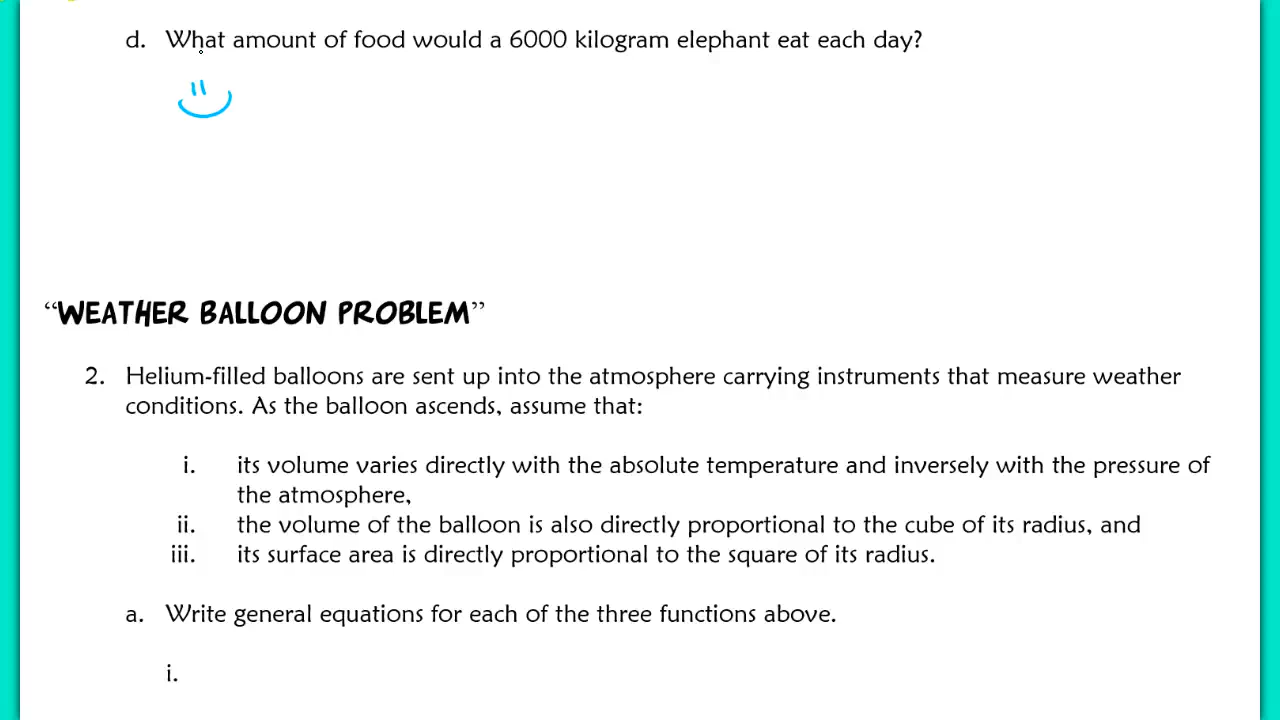 d. What amount of food would a 6000 kilogram elephant eat each day?
“WEATHER BALLOON PROBLEM”
2. Helium-filled balloons are sent up into the atmosphere carrying instruments that measure weather
conditions. As the balloon ascends, assume that:
i. its volume varies directly with the absolute temperature and inversely with the pressure of
the atmosphere,
ii. the volume of the balloon is also directly proportional to the cube of its radius, and
iii. its surface area is directly proportional to the square of its radius.
a. Write general equations for each of the three functions above.
i.